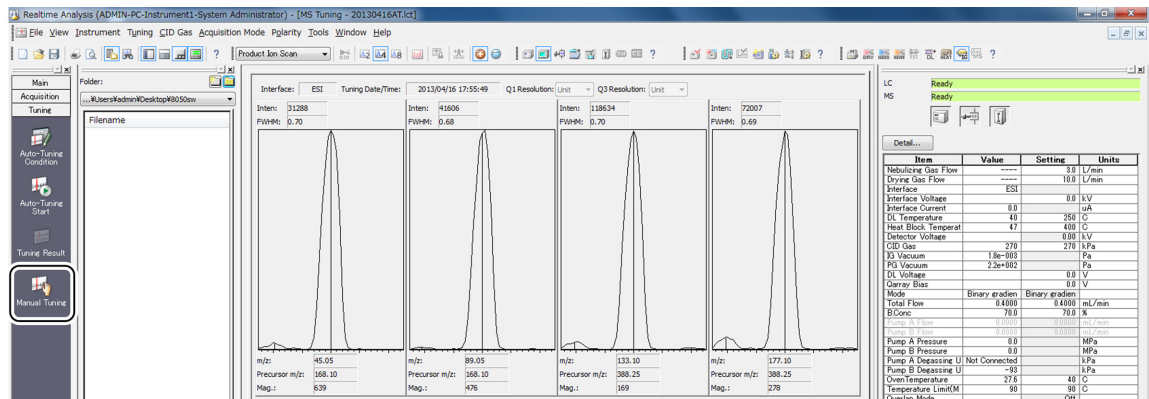 Realtime Analysis (ADMIN-PC-Instrument1-System Administrator) - [MS Tuning - 20130416AT.lct]
File View Instrument Tuning CID Gas Acquisition Mode Polarity Tools Window Help
Product Ion Scan
Main
Acquisition
Tuning
Auto-Tuning
Condition
Auto-Tuning
Start
Tuning Result
Manual Tuning
Folder:
...¥Users¥admin¥Desktop¥8050sw
Filename
Interface: ESI Tuning Date/Time: 2013/04/16 17:55:49 Q1 Resolution: Unit Q3 Resolution: Unit
Inten: 31288 Inten: 41606 Inten: 118634 Inten: 72007
FWHM: 0.70 FWHM: 0.68 FWHM: 0.70 FWHM: 0.69
m/z: 45.05 m/z: 89.05 m/z: 133.10 m/z: 177.10
Precursor m/z: 168.10 Precursor m/z: 168.10 Precursor m/z: 388.25 Precursor m/z: 388.25
Mag.: 639 Mag.: 476 Mag.: 169 Mag.: 278
LC Ready
MS Ready
Detail...
Item Value Setting Units
Nebulizing Gas Flow ---- 3.0 L/min
Drying Gas Flow ---- 10.0 L/min
Interface ESI
Interface Voltage 0.0 kV
Interface Current 0.0 uA
DL Temperature 40 250 C
Heat Block Temperat 47 400 C
Detector Voltage 0.00 kV
CID Gas 270 270 kPa
IG Vacuum 1.8e-003 Pa
PG Vacuum 2.2e+002 Pa
DL Voltage 0.0 V
Qarray Bias 0.0 V
Mode Binary gradien Binary gradien
Total Flow 0.4000 0.4000 mL/min
B.Conc 70.0 70.0 %
Pump A Flow 0.0000 0.0000 mL/min
Pump B Flow 0.0000 0.0000 mL/min
Pump A Pressure 0.0 MPa
Pump B Pressure 0.0 MPa
Pump A Degassing U Not Connected kPa
Pump B Degassing U -93 kPa
OvenTemperature 27.6 40 C
Temperature Limit(M 90 90 C
Overlap Mode Off